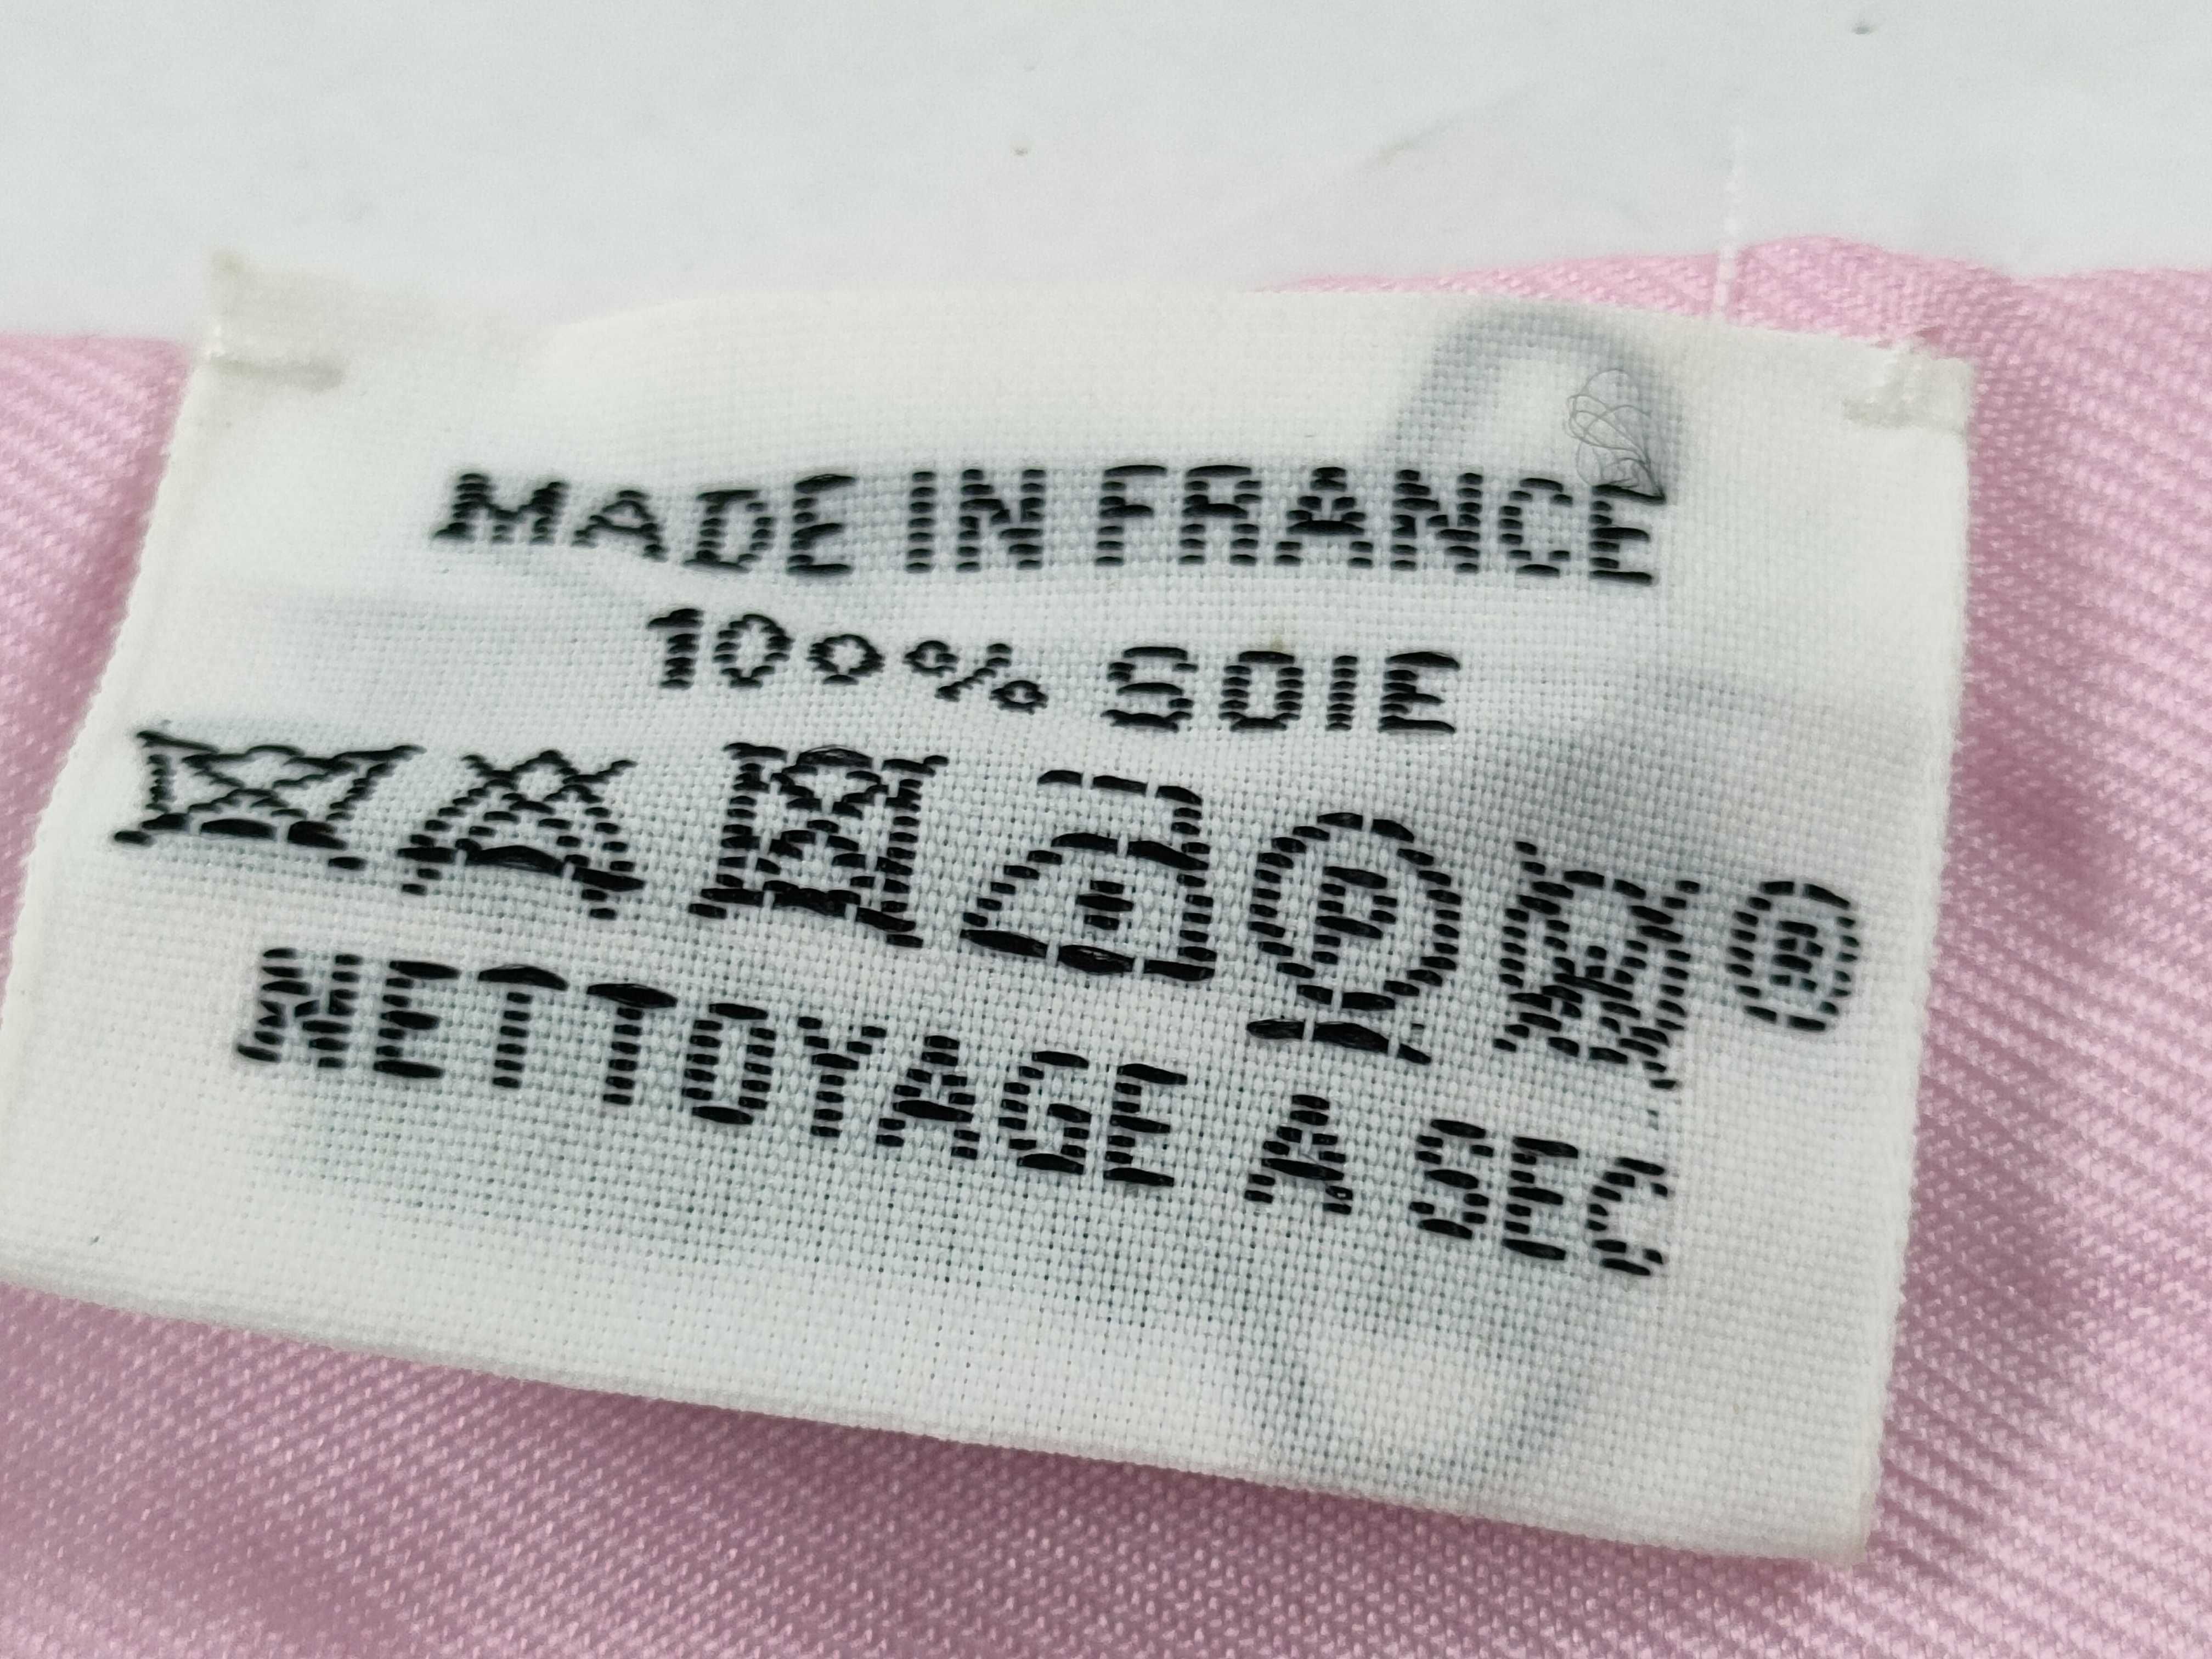 MADE IN FRANCE
100% SOIE
P W ®
NETTOYAGE A SEC